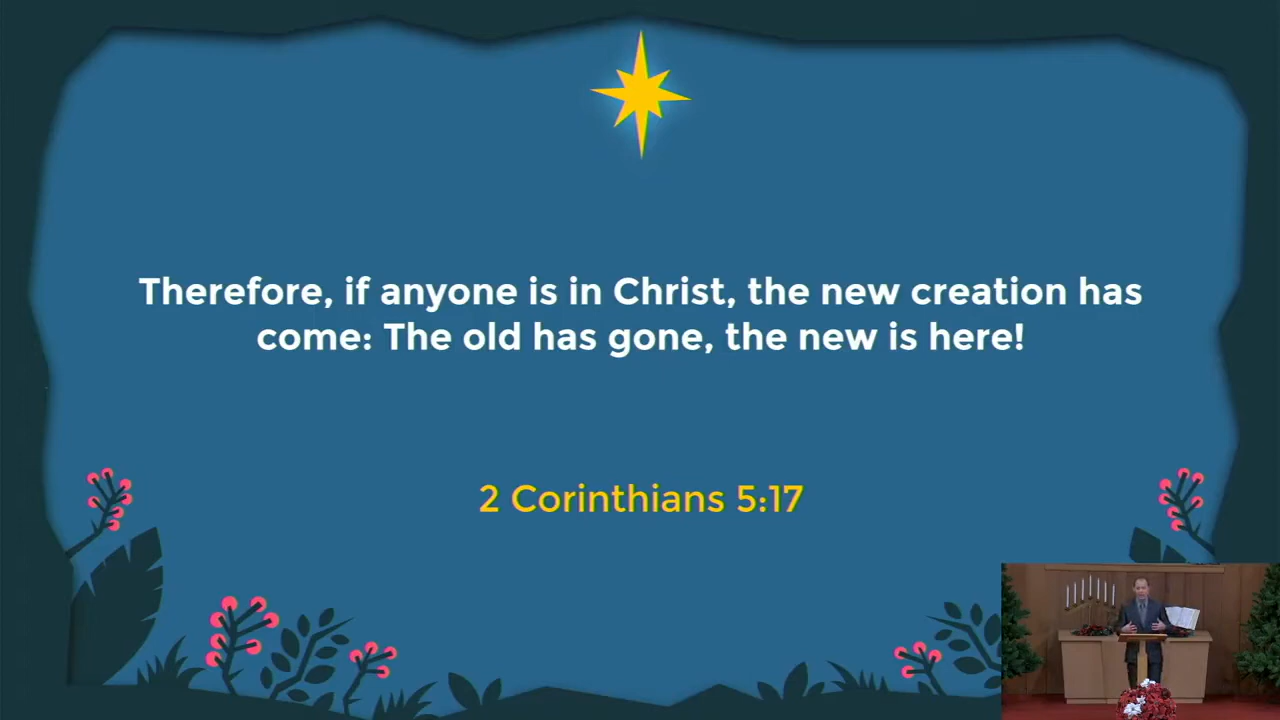 Therefore, if anyone is in Christ, the new creation has
come: The old has gone, the new is here!
2 Corinthians 5:17